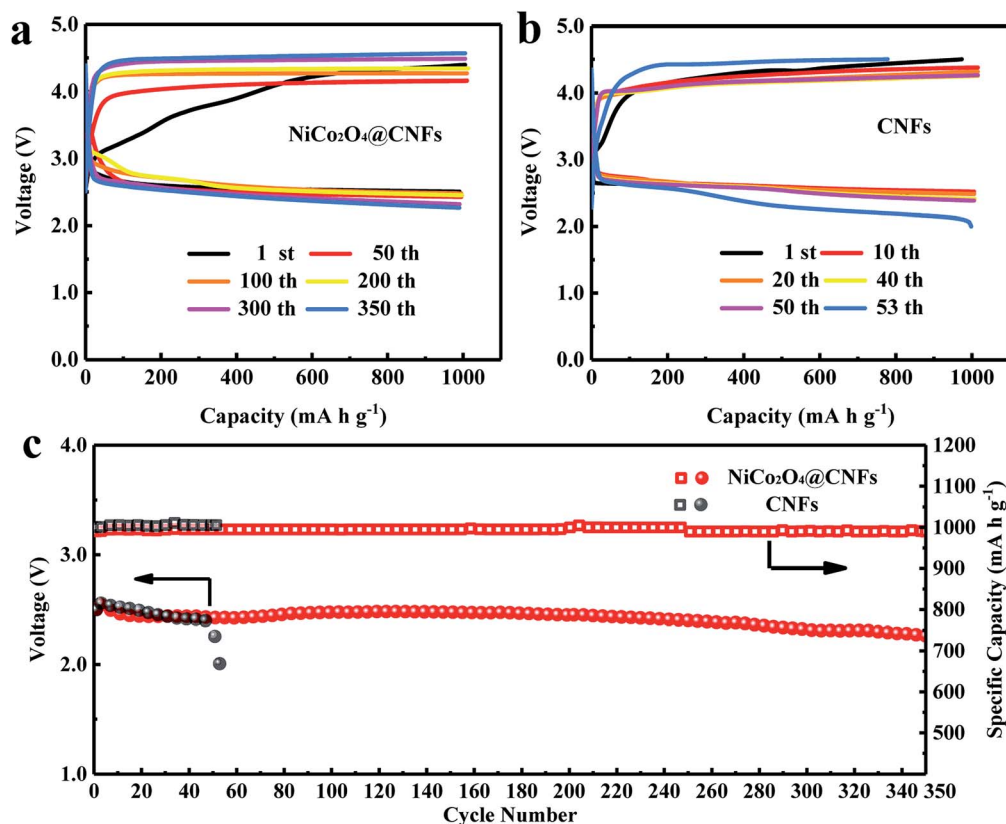 a
5.0
4.0
3.0
2.0
1.0
0.0
Voltage (V)
NiCo₂O₄@CNFs
1 st 50 th
100 th 200 th
300 th 350 th
0 200 400 600 800 1000
Capacity (mA h g⁻¹)
b
5.0
4.0
3.0
2.0
1.0
0.0
Voltage (V)
CNFs
1 st 10 th
20 th 40 th
50 th 53 th
0 200 400 600 800 1000
Capacity (mA h g⁻¹)
c
4.0
3.0
2.0
1.0
Voltage (V)
NiCo₂O₄@CNFs
CNFs
1200
1100
1000
900
800
700
600
500
Specific Capacity (mA h g⁻¹)
0 20 40 60 80 100 120 140 160 180 200 220 240 260 280 300 320 340 350
Cycle Number